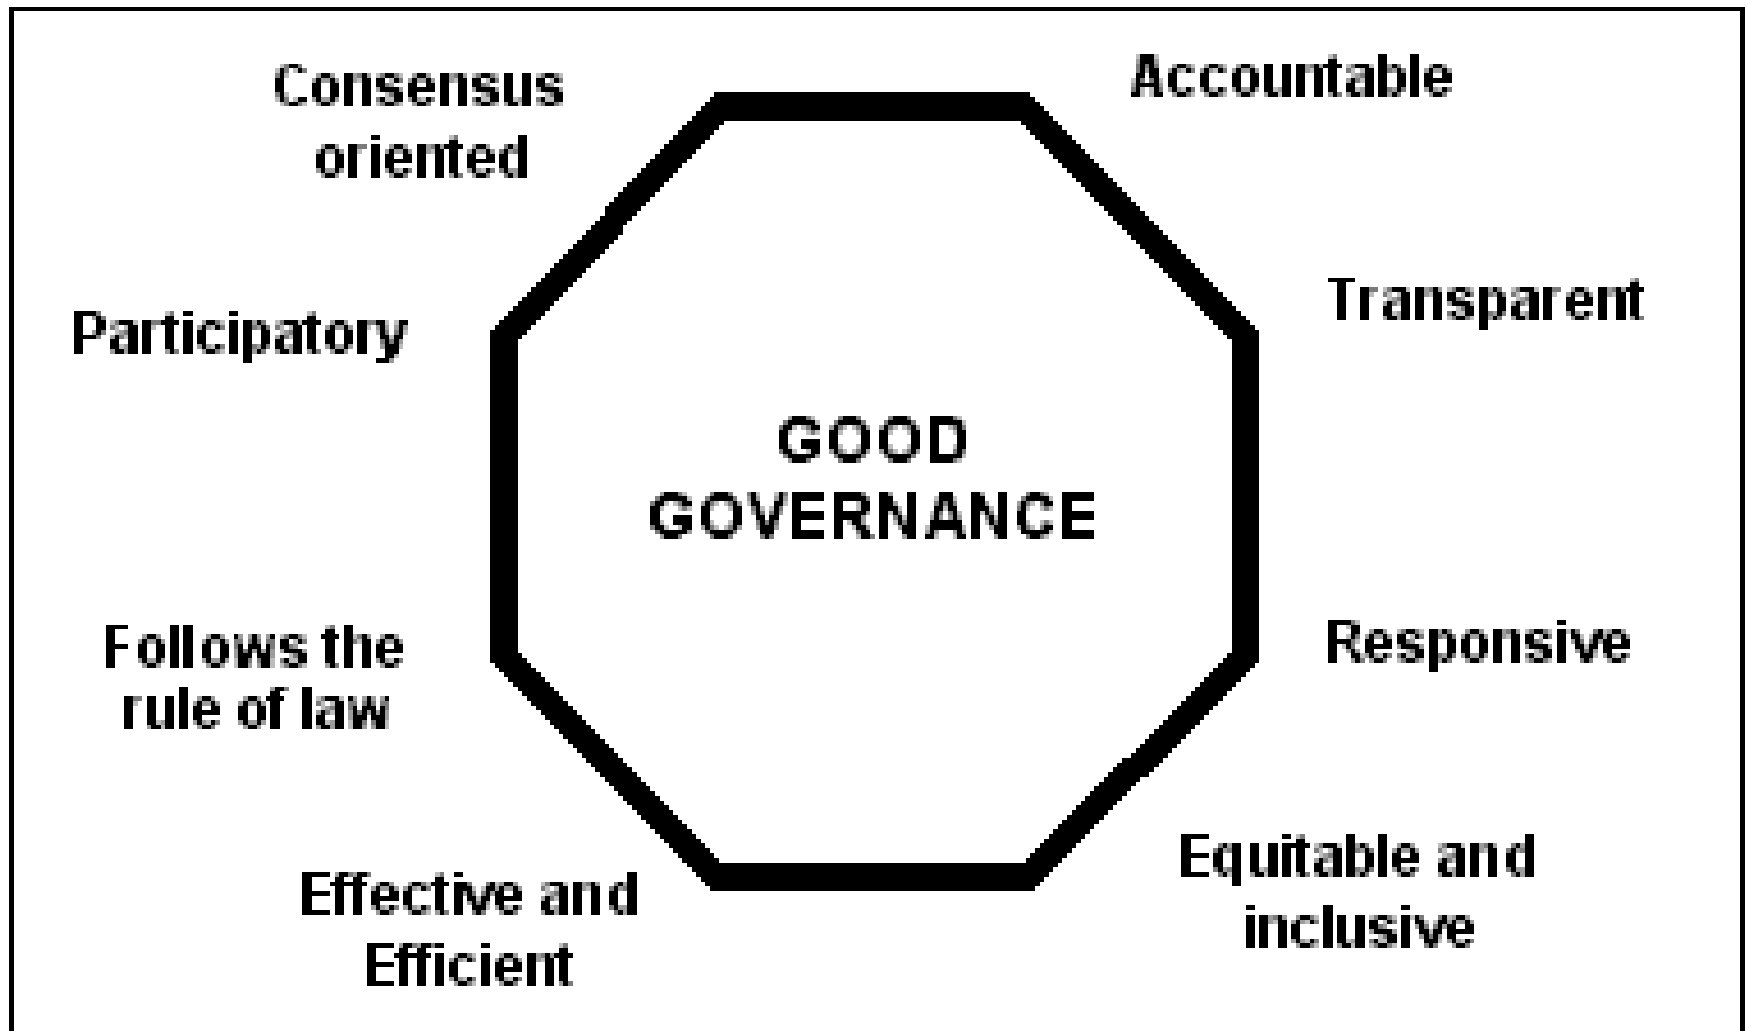 Consensus
oriented
Accountable
Participatory
Transparent
GOOD
GOVERNANCE
Follows the
rule of law
Responsive
Effective and
Efficient
Equitable and
inclusive